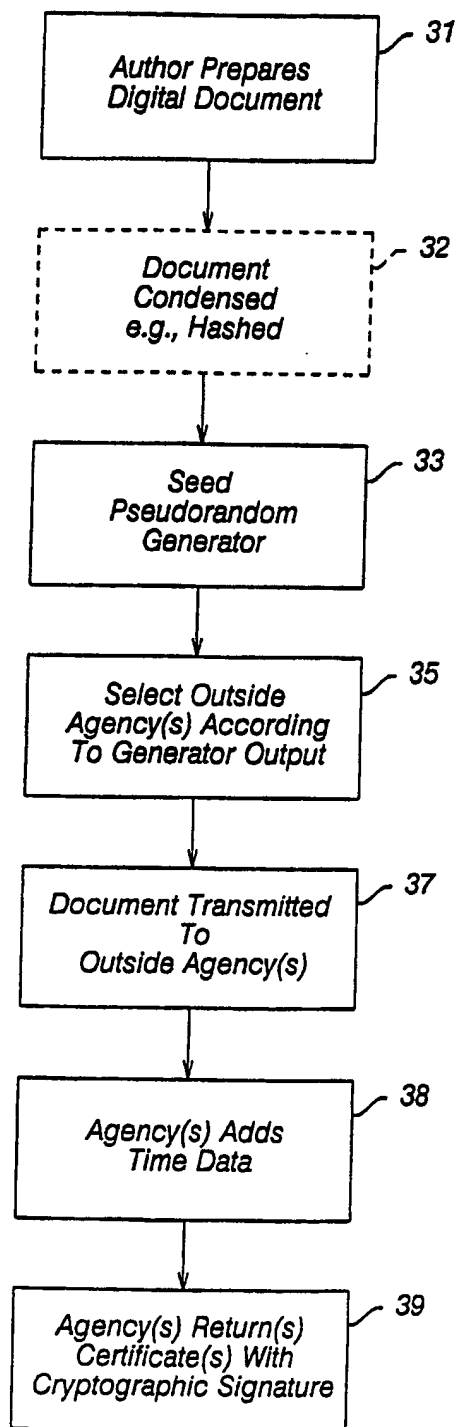 31
Author Prepares
Digital Document
32
Document
Condensed
e.g., Hashed
33
Seed
Pseudorandom
Generator
35
Select Outside
Agency(s) According
To Generator Output
37
Document Transmitted
To
Outside Agency(s)
38
Agency(s) Adds
Time Data
39
Agency(s) Return(s)
Certificate(s) With
Cryptographic Signature